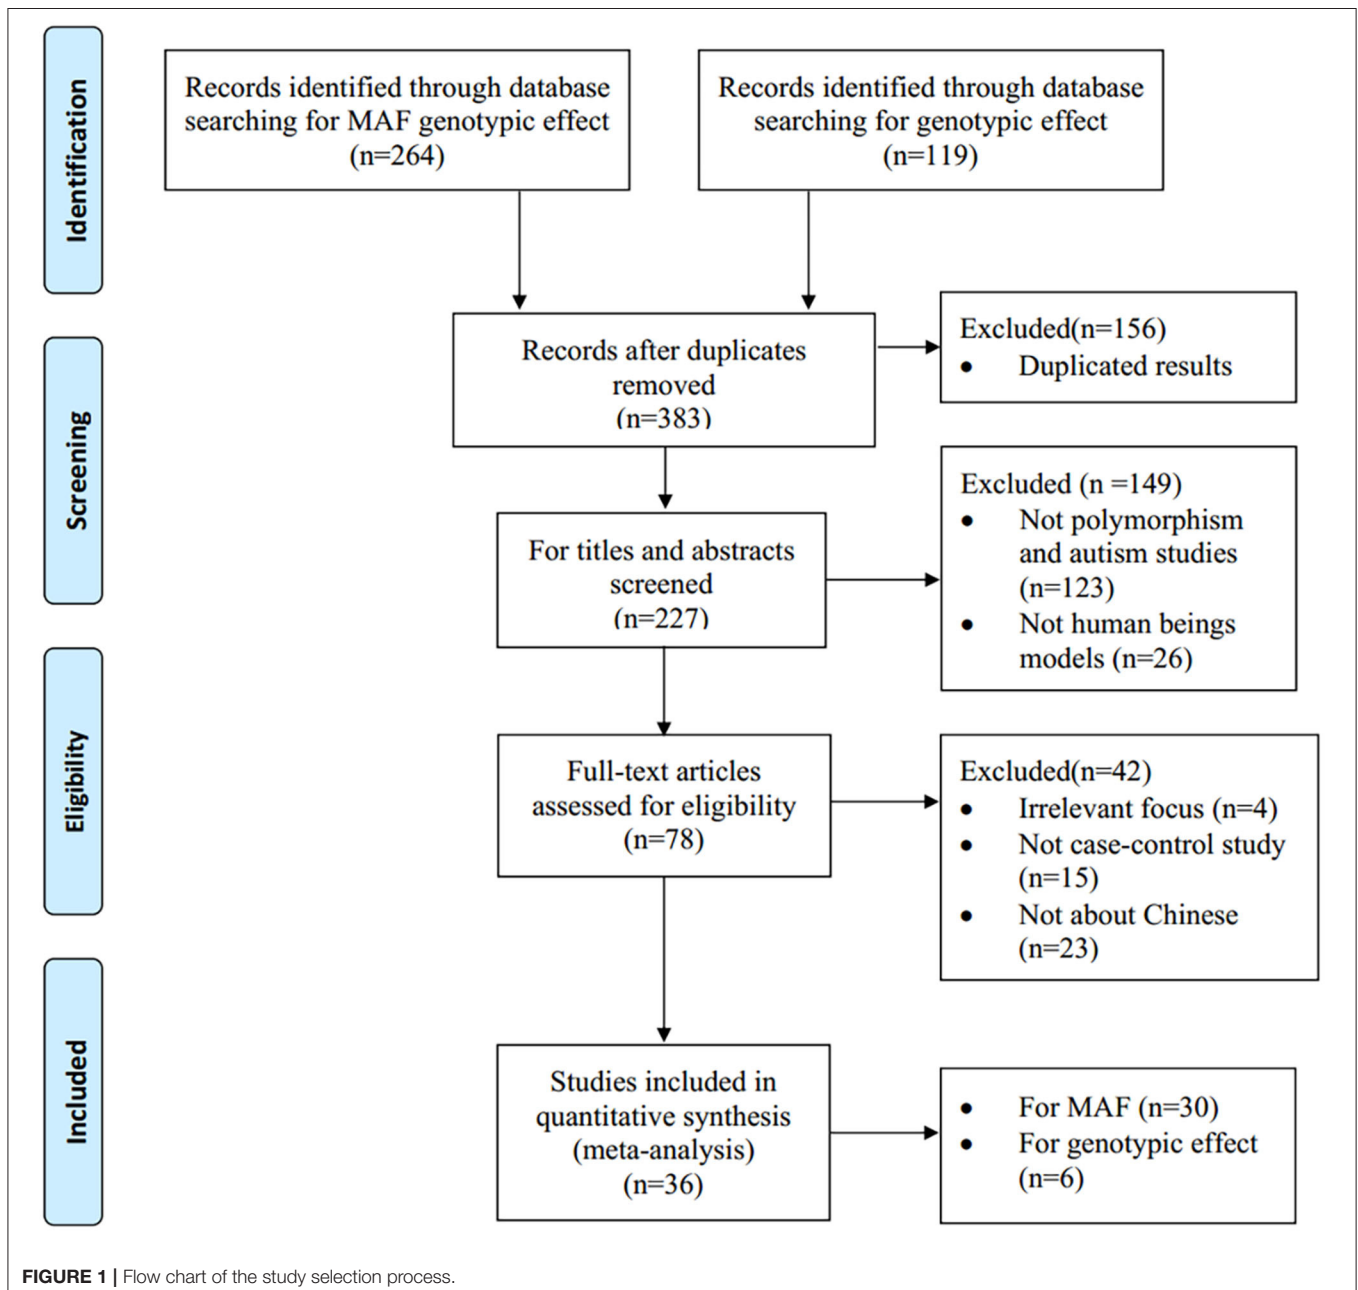 Identification
Records identified through database
searching for MAF genotypic effect
(n=264)
Records identified through database
searching for genotypic effect
(n=119)
Screening
Records after duplicates
removed
(n=383)
Excluded(n=156)
● Duplicated results
For titles and abstracts
screened
(n=227)
Excluded (n =149)
● Not polymorphism
and autism studies
(n=123)
● Not human beings
models (n=26)
Eligibility
Full-text articles
assessed for eligibility
(n=78)
Excluded(n=42)
● Irrelevant focus (n=4)
● Not case-control study
(n=15)
● Not about Chinese
(n=23)
Included
Studies included in
quantitative synthesis
(meta-analysis)
(n=36)
● For MAF (n=30)
● For genotypic effect
(n=6)
FIGURE 1 | Flow chart of the study selection process.